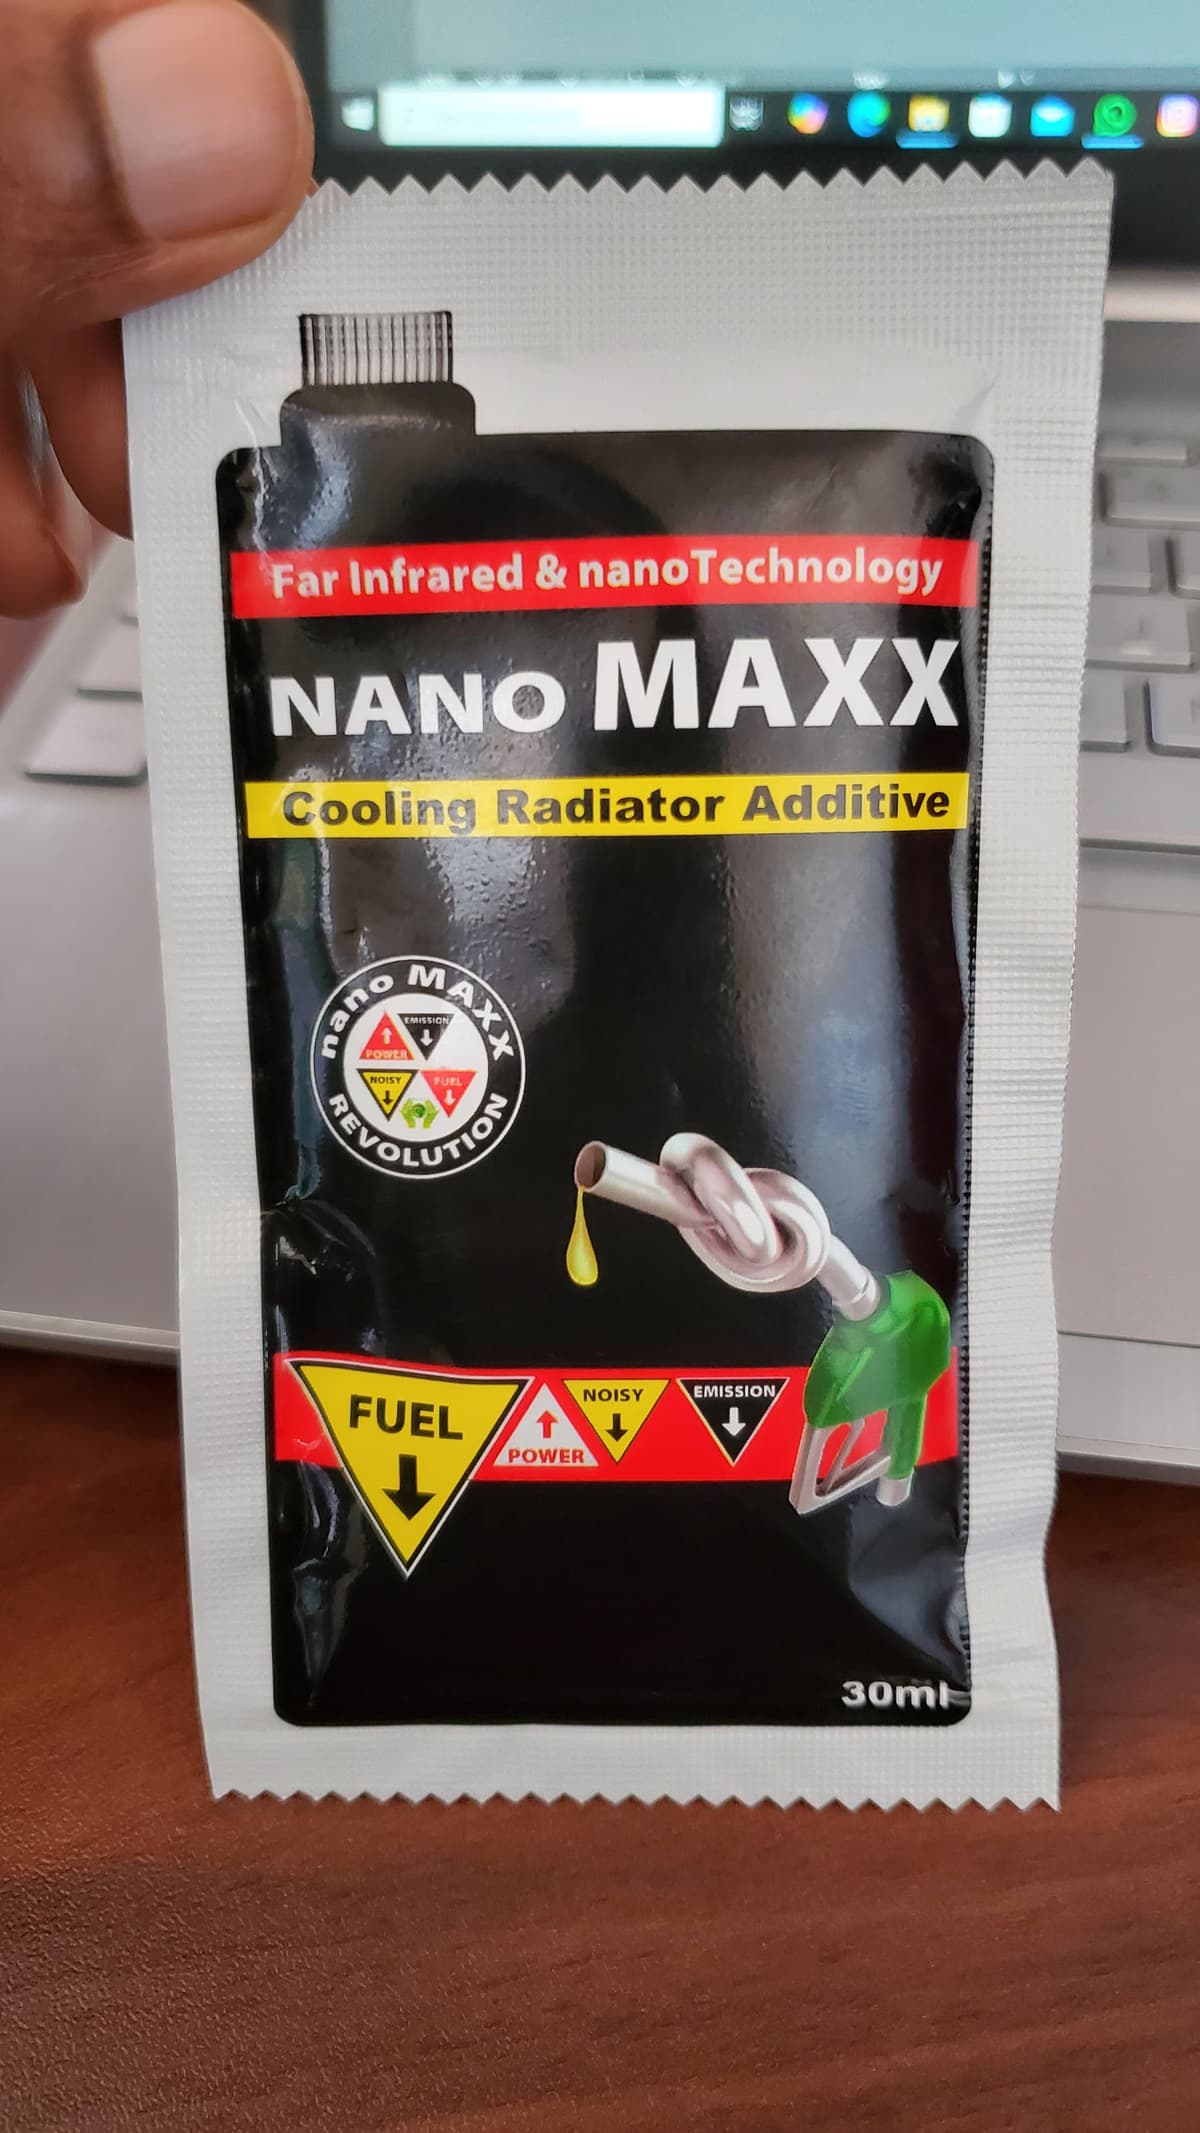 Far Infrared & nanoTechnology
NANO MAXX
Cooling Radiator Additive
nano MAXX
EMISSION
POWER
NOISY
FUEL
REVOLUTION
FUEL
POWER
NOISY
EMISSION
30ml